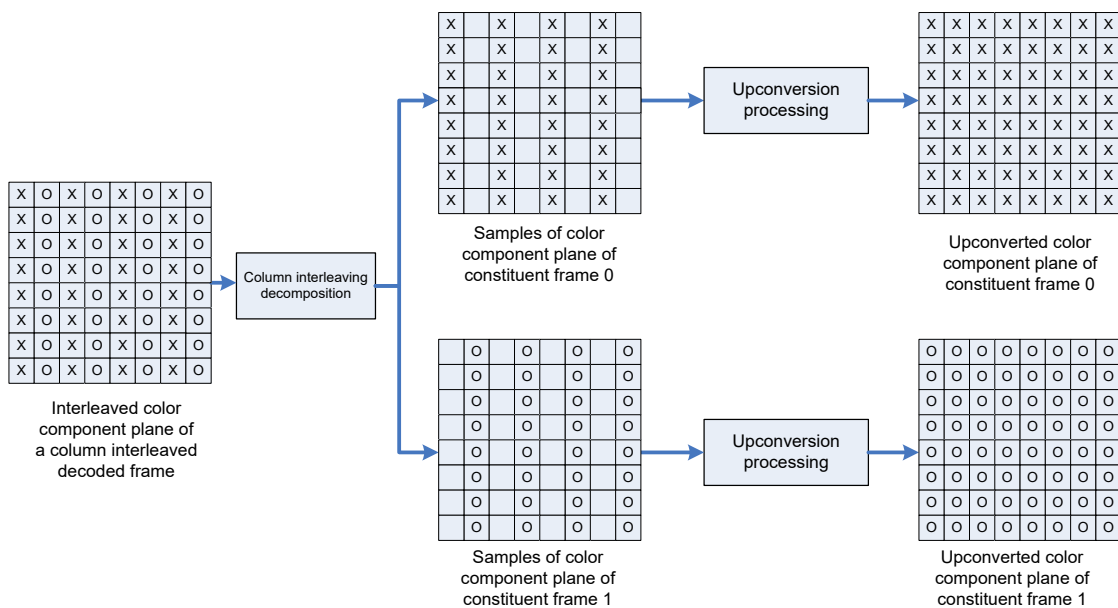 X O X O X O X O
X O X O X O X O
X O X O X O X O
X O X O X O X O
X O X O X O X O
X O X O X O X O
X O X O X O X O
X O X O X O X O
Interleaved color
component plane of
a column interleaved
decoded frame
Column interleaving
decomposition
X X X X
X X X X
X X X X
X X X X
X X X X
X X X X
X X X X
X X X X
Samples of color
component plane of
constituent frame 0
Upconversion
processing
X X X X X X X X
X X X X X X X X
X X X X X X X X
X X X X X X X X
X X X X X X X X
X X X X X X X X
X X X X X X X X
X X X X X X X X
Upconverted color
component plane of
constituent frame 0
O O O O
O O O O
O O O O
O O O O
O O O O
O O O O
O O O O
O O O O
Samples of color
component plane of
constituent frame 1
Upconversion
processing
O O O O O O O O
O O O O O O O O
O O O O O O O O
O O O O O O O O
O O O O O O O O
O O O O O O O O
O O O O O O O O
O O O O O O O O
Upconverted color
component plane of
constituent frame 1